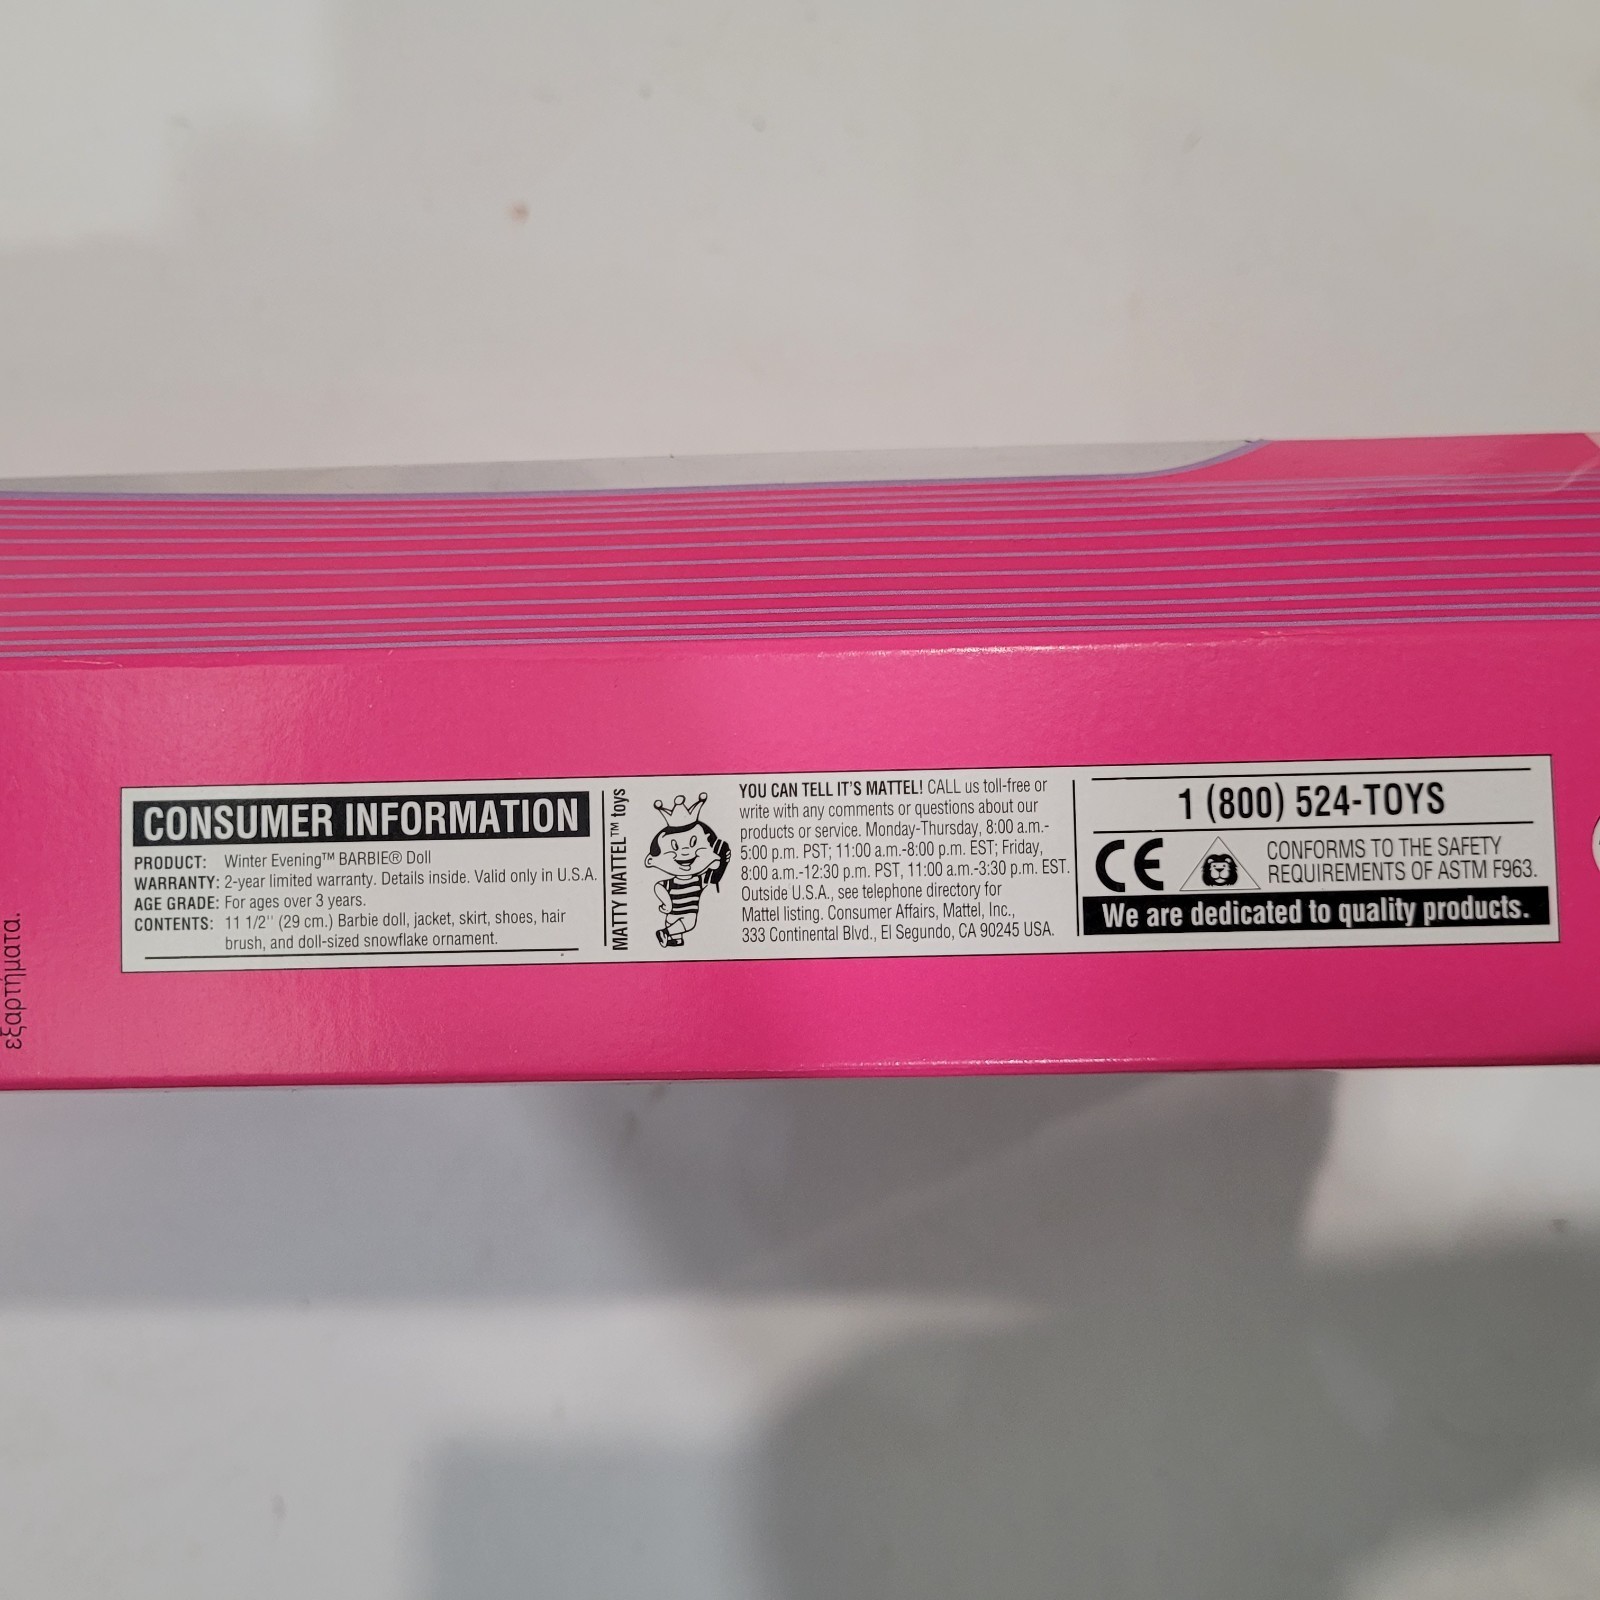 CONSUMER INFORMATION
PRODUCT: Winter Evening™ BARBIE® Doll
WARRANTY: 2-year limited warranty. Details inside. Valid only in U.S.A.
AGE GRADE: For ages over 3 years.
CONTENTS: 11 1/2" (29 cm.) Barbie doll, jacket, skirt, shoes, hair
brush, and doll-sized snowflake ornament.
MATTY MATTEL™ toys
YOU CAN TELL IT'S MATTEL! CALL us toll-free or
write with any comments or questions about our
products or service. Monday-Thursday, 8:00 a.m.-
5:00 p.m. PST; 11:00 a.m.-8:00 p.m. EST; Friday,
8:00 a.m.-12:30 p.m. PST, 11:00 a.m.-3:30 p.m. EST.
Outside U.S.A., see telephone directory for
Mattel listing. Consumer Affairs, Mattel, Inc.,
333 Continental Blvd., El Segundo, CA 90245 USA.
1 (800) 524-TOYS
CE
CONFORMS TO THE SAFETY
REQUIREMENTS OF ASTM F963.
We are dedicated to quality products.
εξαρτήματα.